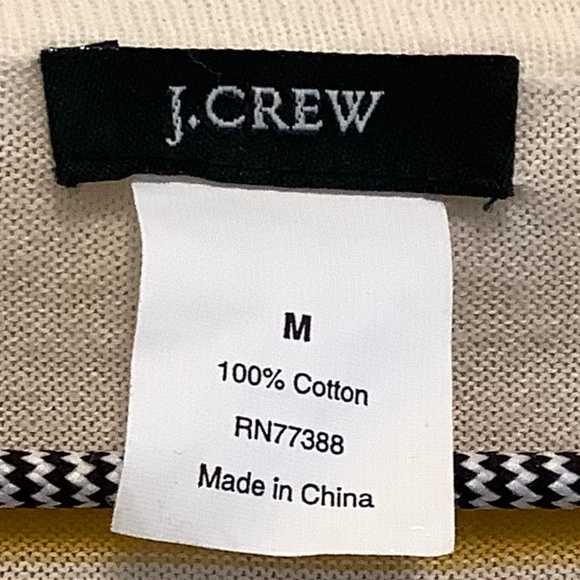 J.CREW
M
100% Cotton
RN77388
Made in China